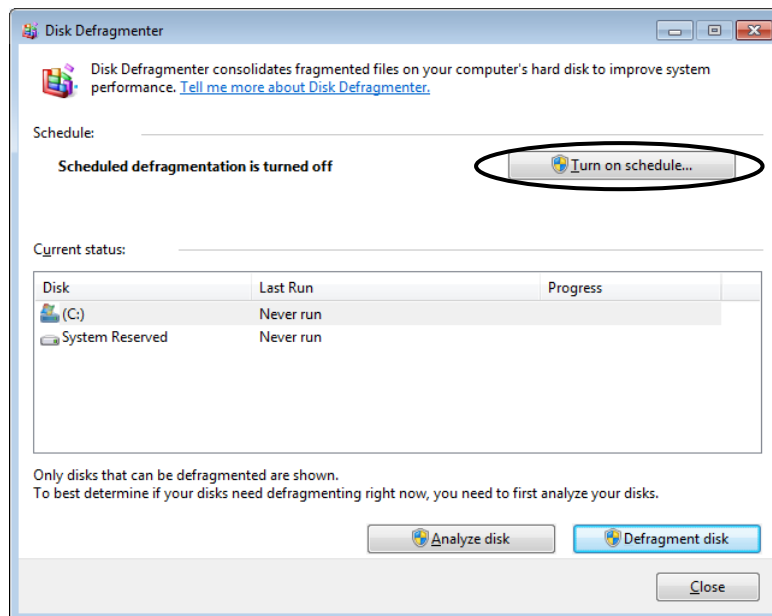 Disk Defragmenter
Disk Defragmenter consolidates fragmented files on your computer's hard disk to improve system
performance. Tell me more about Disk Defragmenter.
Schedule:
Scheduled defragmentation is turned off
Turn on schedule...
Current status:
Disk Last Run Progress
(C:) Never run
System Reserved Never run
Only disks that can be defragmented are shown.
To best determine if your disks need defragmenting right now, you need to first analyze your disks.
Analyze disk Defragment disk
Close